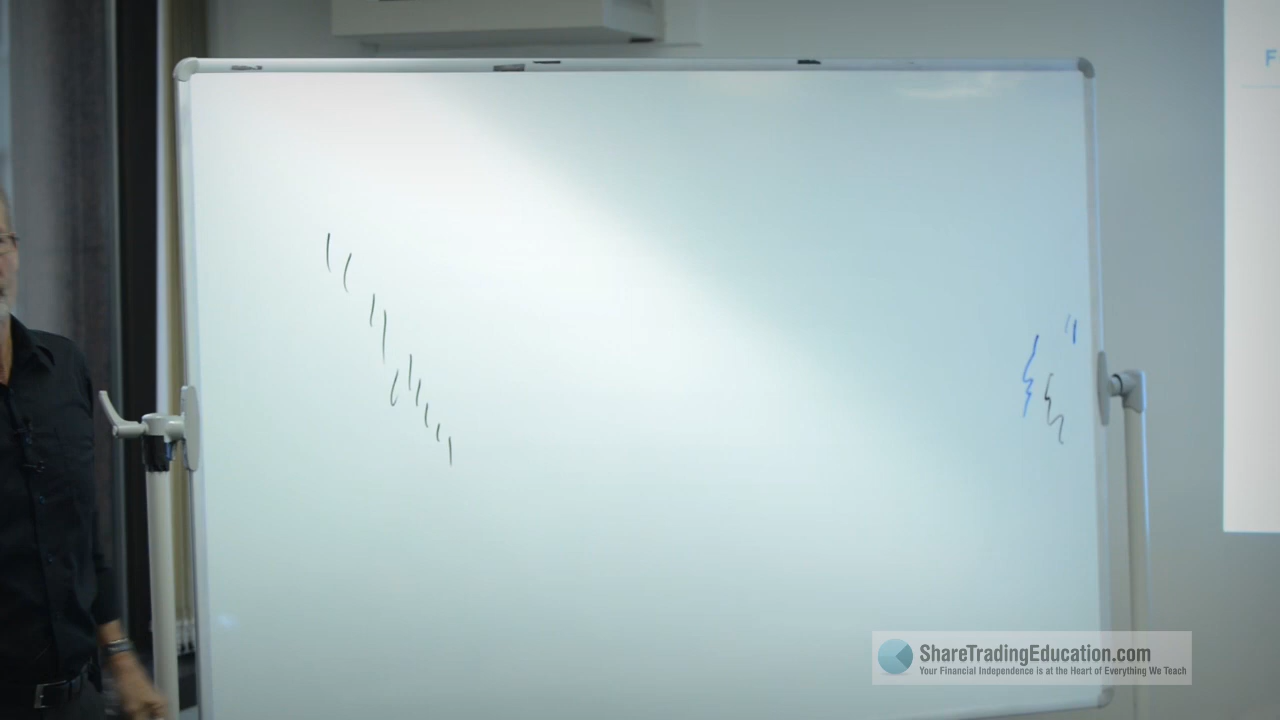 F
ShareTradingEducation.com
Your Financial Independence is at the Heart of Everything We Teach